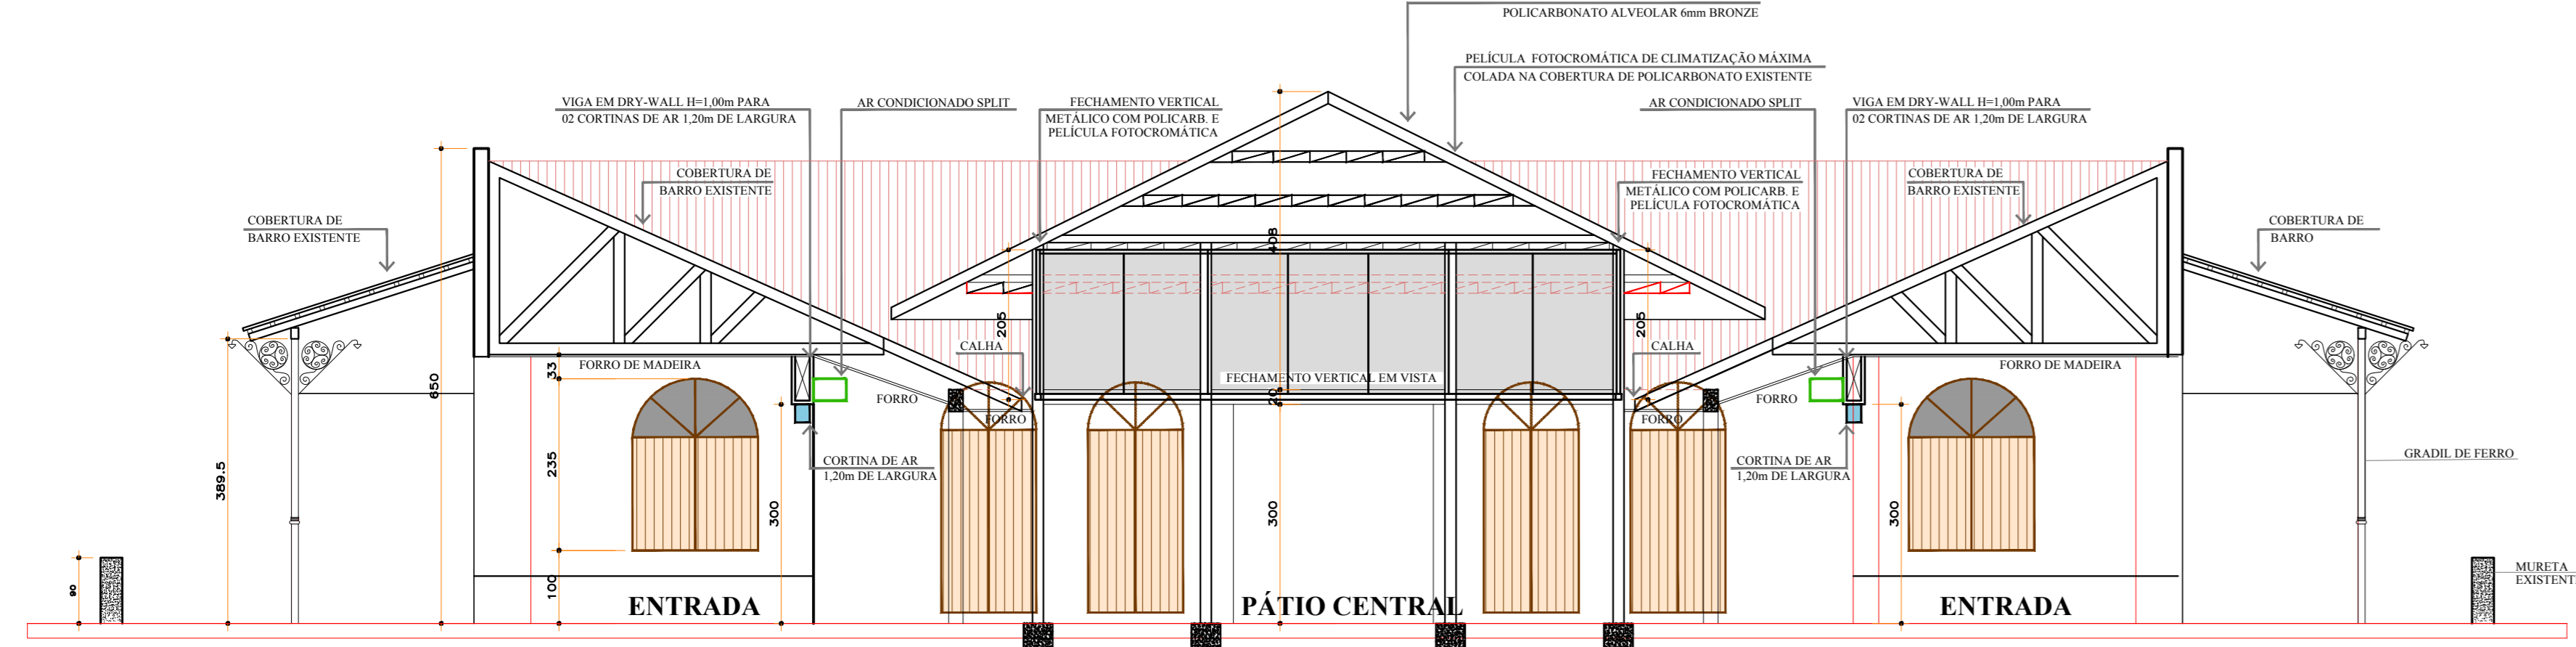 POLICARBONATO ALVEOLAR 6mm BRONZE
PELÍCULA FOTOCROMÁTICA DE CLIMATIZAÇÃO MÁXIMA
COLADA NA COBERTURA DE POLICARBONATO EXISTENTE
VIGA EM DRY-WALL H=1,00m PARA
02 CORTINAS DE AR 1,20m DE LARGURA
AR CONDICIONADO SPLIT
FECHAMENTO VERTICAL
METÁLICO COM POLICARB. E
PELÍCULA FOTOCROMÁTICA
AR CONDICIONADO SPLIT
VIGA EM DRY-WALL H=1,00m PARA
02 CORTINAS DE AR 1,20m DE LARGURA
COBERTURA DE
BARRO EXISTENTE
FECHAMENTO VERTICAL
METÁLICO COM POLICARB. E
PELÍCULA FOTOCROMÁTICA
COBERTURA DE
BARRO EXISTENTE
COBERTURA DE
BARRO EXISTENTE
COBERTURA DE
BARRO
408
205
205
CALHA
CALHA
FORRO DE MADEIRA
FORRO DE MADEIRA
33
650
FECHAMENTO VERTICAL EM VISTA
20
FORRO
FORRO
FORRO
FORRO
389.5
235
CORTINA DE AR
1,20m DE LARGURA
CORTINA DE AR
1,20m DE LARGURA
GRADIL DE FERRO
300
300
300
90
100
MURETA
ENTRADA
PÁTIO CENTRAL
ENTRADA